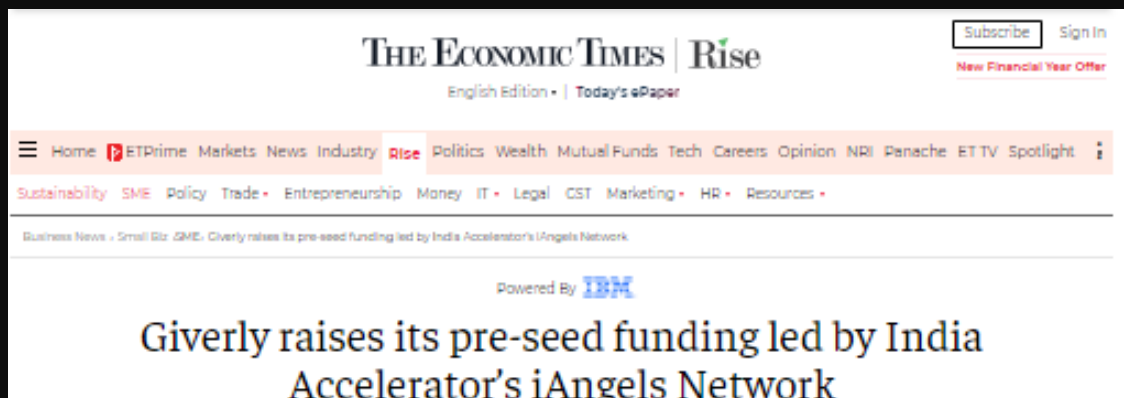 Subscribe Sign In
THE ECONOMIC TIMES | Rise
New Financial Year Offer
English Edition | Today's ePaper
Home ETPrime Markets News Industry Rise Politics Wealth Mutual Funds Tech Careers Opinion NRI Panache ET TV Spotlight
Sustainability SME Policy Trade Entrepreneurship Money IT Legal GST Marketing HR Resources
Business News › Small Biz › SME › Giverly raises its pre-seed funding led by India Accelerator's iAngels Network
Powered By IBM
Giverly raises its pre-seed funding led by India
Accelerator's iAngels Network